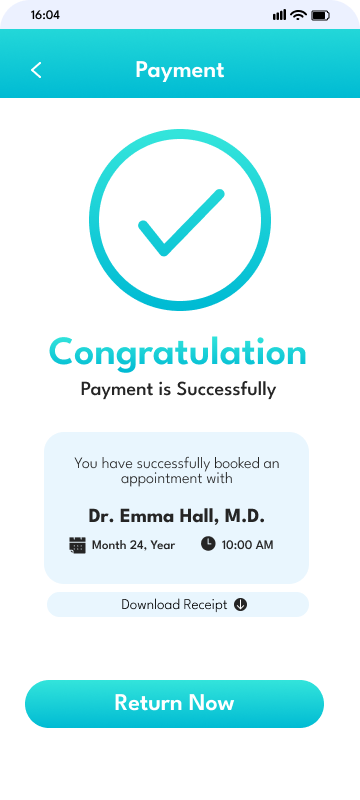 16:04
Payment
Congratulation
Payment is Successfully
You have successfully booked an
appointment with
Dr. Emma Hall, M.D.
Month 24, Year 10:00 AM
Download Receipt
Return Now